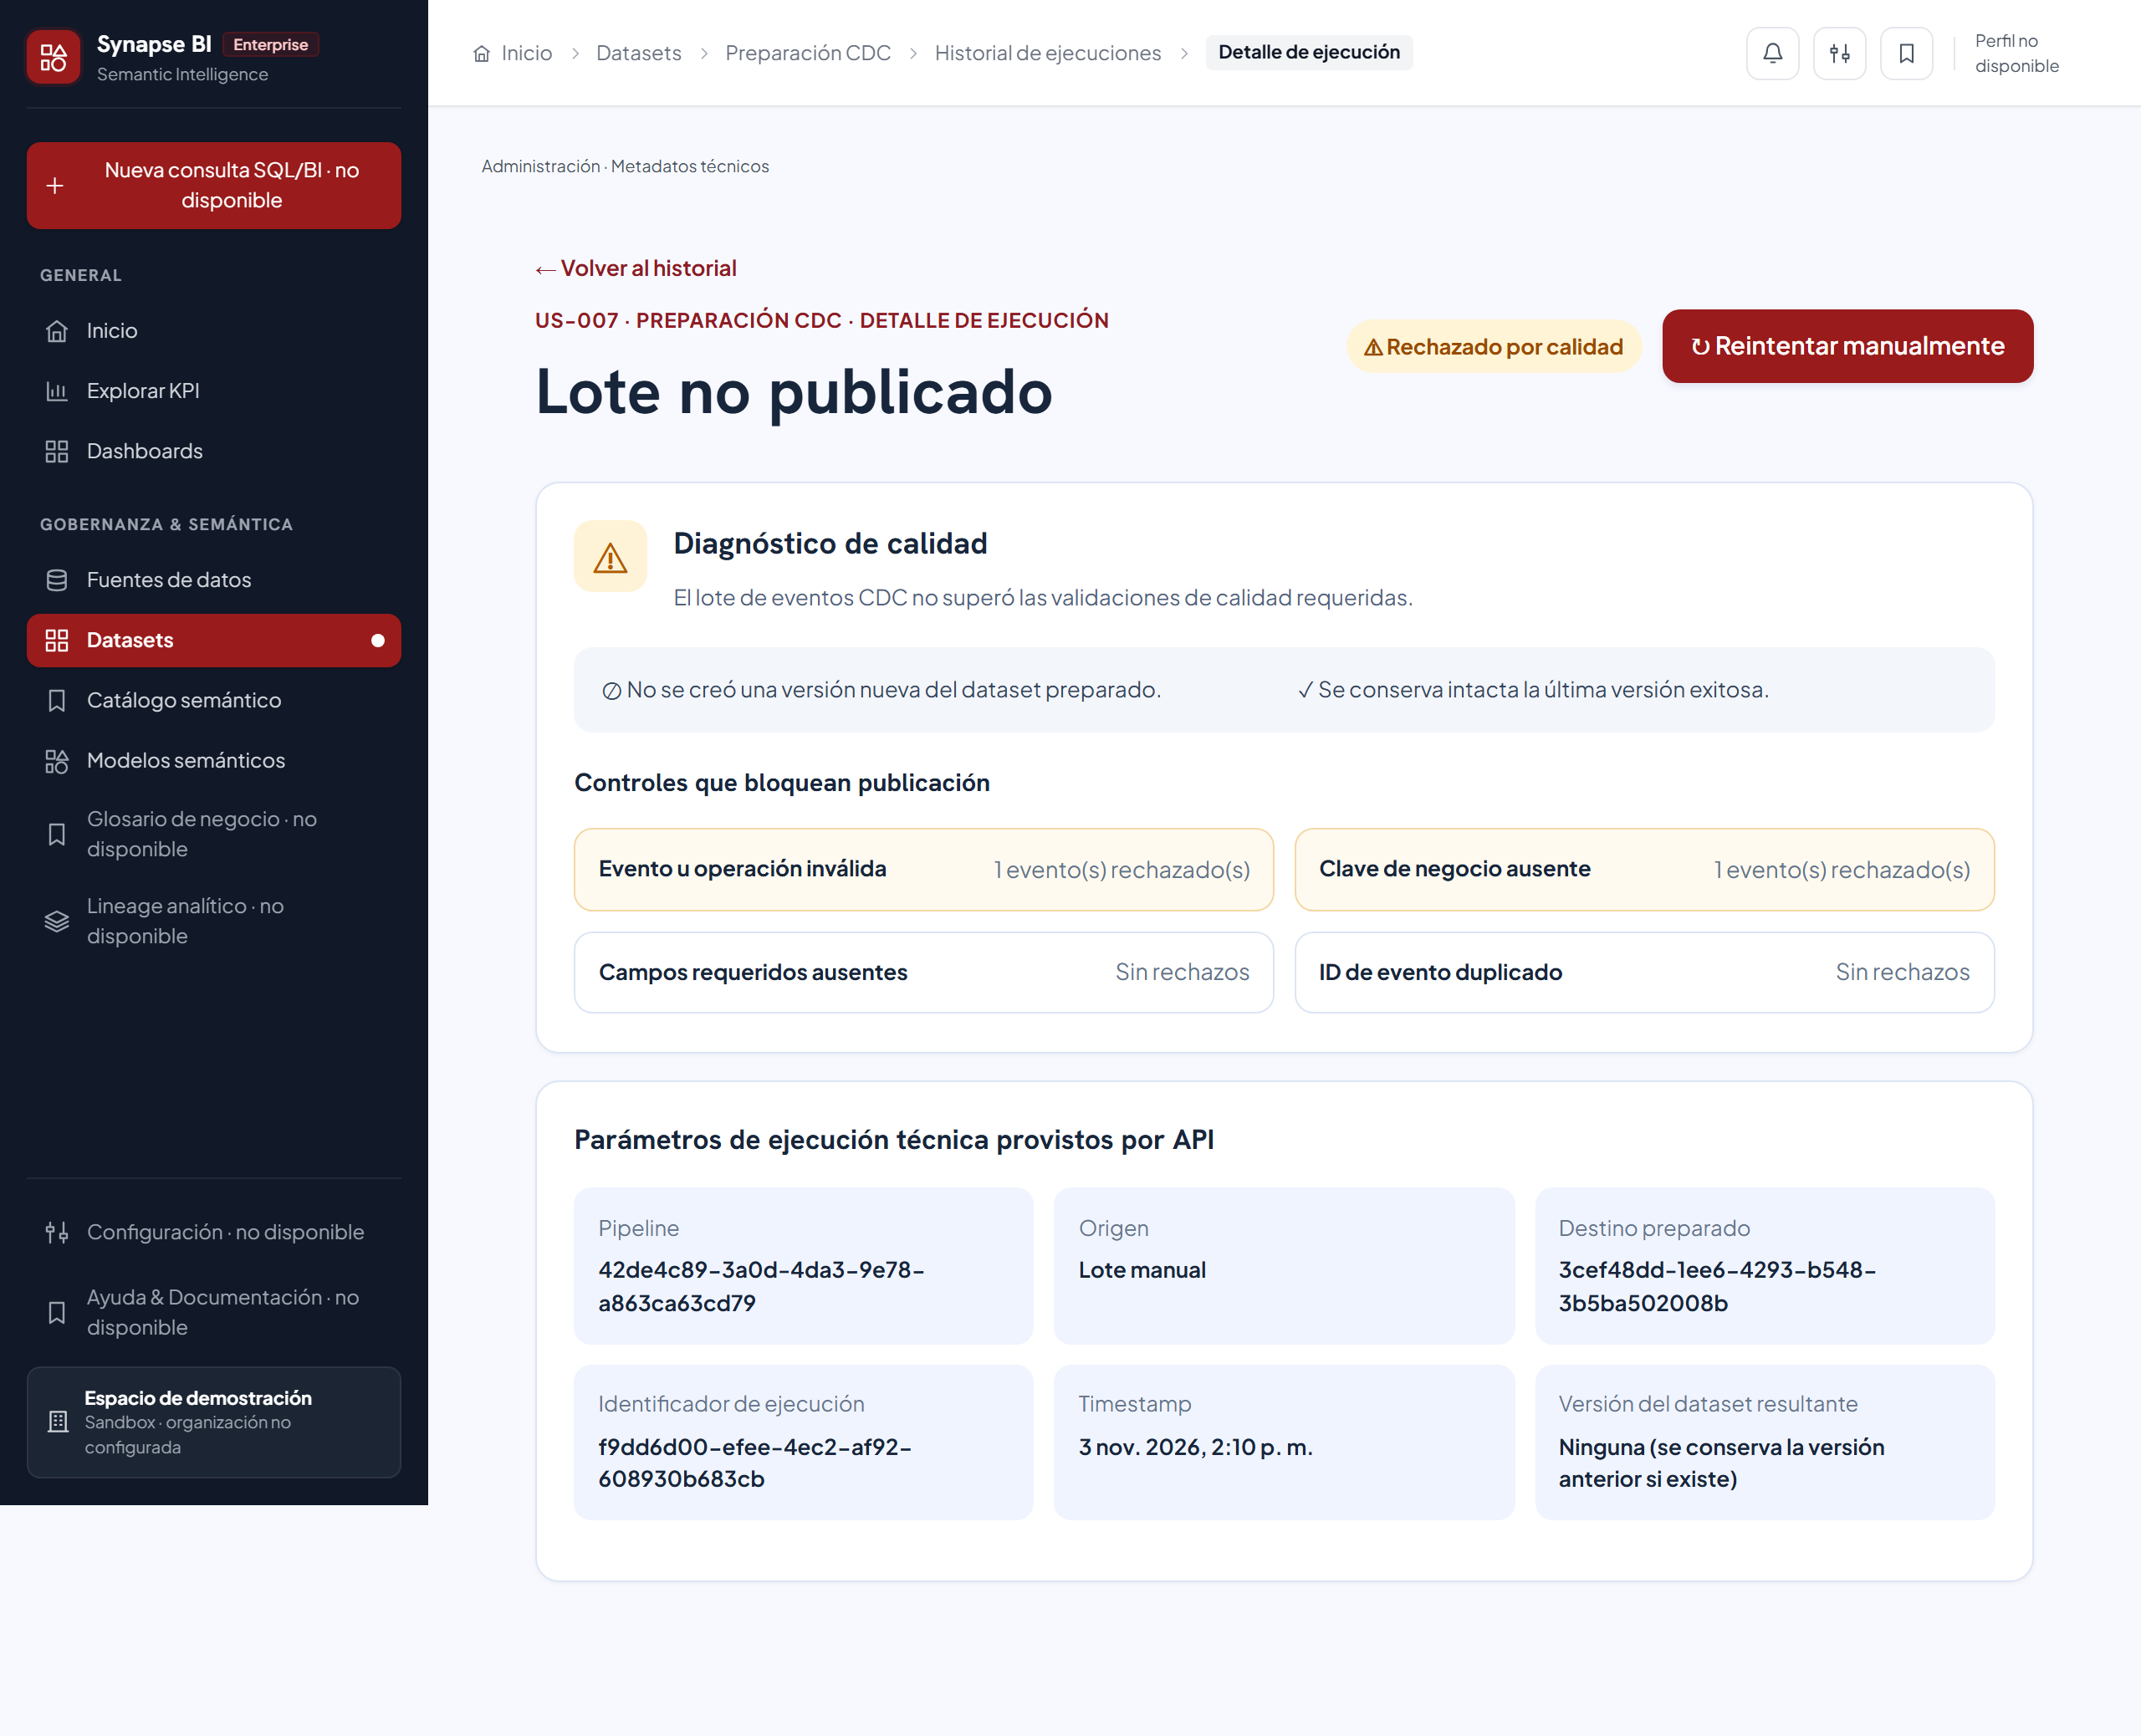 Synapse BI Enterprise
Semantic Intelligence
Nueva consulta SQL/BI · no
disponible
GENERAL
Inicio
Explorar KPI
Dashboards
GOBERNANZA & SEMÁNTICA
Fuentes de datos
Datasets
Catálogo semántico
Modelos semánticos
Glosario de negocio · no
disponible
Lineage analítico · no
disponible
Configuración · no disponible
Ayuda & Documentación · no
disponible
Espacio de demostración
Sandbox · organización no
configurada
Inicio > Datasets > Preparación CDC > Historial de ejecuciones > Detalle de ejecución
Perfil no
disponible
Administración · Metadatos técnicos
← Volver al historial
US-007 · PREPARACIÓN CDC · DETALLE DE EJECUCIÓN
Lote no publicado
⚠ Rechazado por calidad
↻ Reintentar manualmente
Diagnóstico de calidad
El lote de eventos CDC no superó las validaciones de calidad requeridas.
⊘ No se creó una versión nueva del dataset preparado.
✓ Se conserva intacta la última versión exitosa.
Controles que bloquean publicación
Evento u operación inválida 1 evento(s) rechazado(s)
Clave de negocio ausente 1 evento(s) rechazado(s)
Campos requeridos ausentes Sin rechazos
ID de evento duplicado Sin rechazos
Parámetros de ejecución técnica provistos por API
Pipeline
42de4c89-3a0d-4da3-9e78-
a863ca63cd79
Origen
Lote manual
Destino preparado
3cef48dd-1ee6-4293-b548-
3b5ba502008b
Identificador de ejecución
f9dd6d00-efee-4ec2-af92-
608930b683cb
Timestamp
3 nov. 2026, 2:10 p. m.
Versión del dataset resultante
Ninguna (se conserva la versión
anterior si existe)